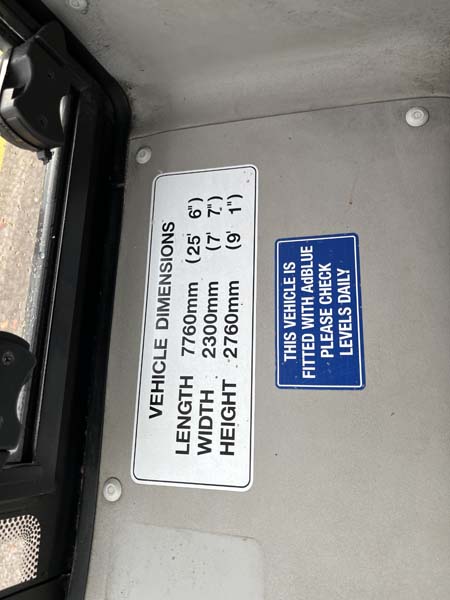 VEHICLE DIMENSIONS
LENGTH 7760mm (25' 6")
WIDTH 2300mm (7' 7")
HEIGHT 2760mm (9' 1")
THIS VEHICLE IS
FITTED WITH AdBLUE
PLEASE CHECK
LEVELS DAILY